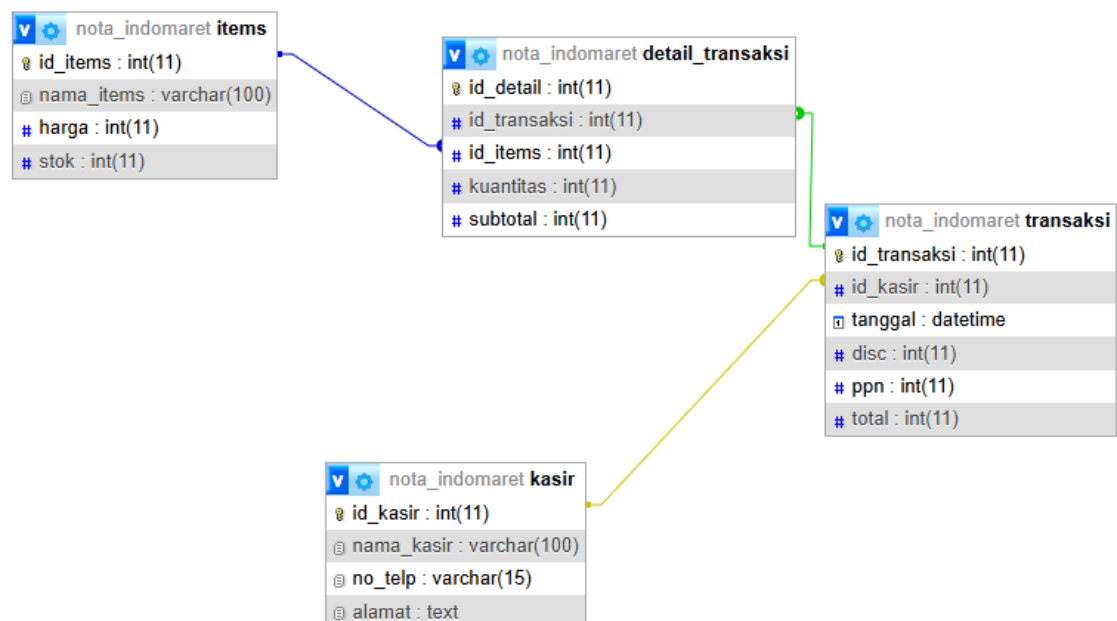 nota_indomaret items
id_items : int(11)
nama_items : varchar(100)
harga : int(11)
stok : int(11)
nota_indomaret detail_transaksi
id_detail : int(11)
id_transaksi : int(11)
id_items : int(11)
kuantitas : int(11)
subtotal : int(11)
nota_indomaret transaksi
id_transaksi : int(11)
id_kasir : int(11)
tanggal : datetime
disc : int(11)
ppn : int(11)
total : int(11)
nota_indomaret kasir
id_kasir : int(11)
nama_kasir : varchar(100)
no_telp : varchar(15)
alamat : text